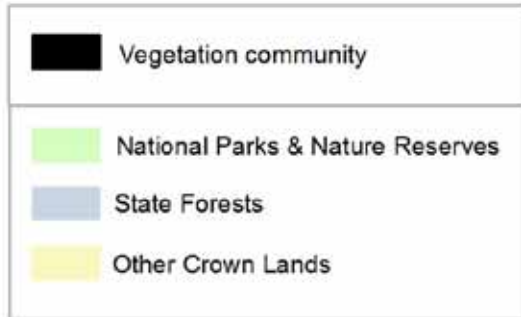 Vegetation community
National Parks & Nature Reserves
State Forests
Other Crown Lands